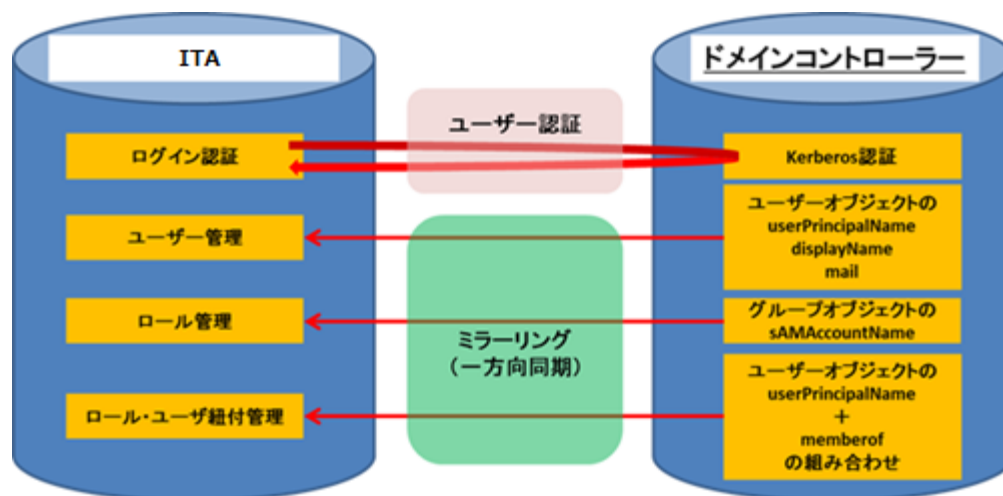 ITA
ドメインコントローラー
ユーザー認証
ログイン認証
Kerberos認証
ユーザー管理
ユーザーオブジェクトの
userPrincipalName
displayName
mail
ロール管理
グループオブジェクトの
sAMAccountName
ミラーリング
（一方向同期）
ロール・ユーザ紐付管理
ユーザーオブジェクトの
userPrincipalName
＋
memberof
の組み合わせ